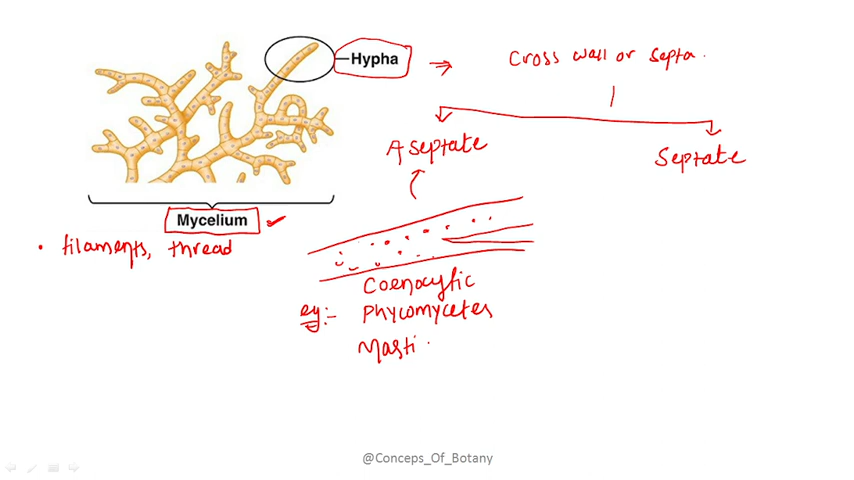 Hypha
Cross wall or septa.
Aseptate
Septate
Mycelium
• filaments, thread
Coenocytic
eg:- Phycomycetes
Masti
@Conceps_Of_Botany